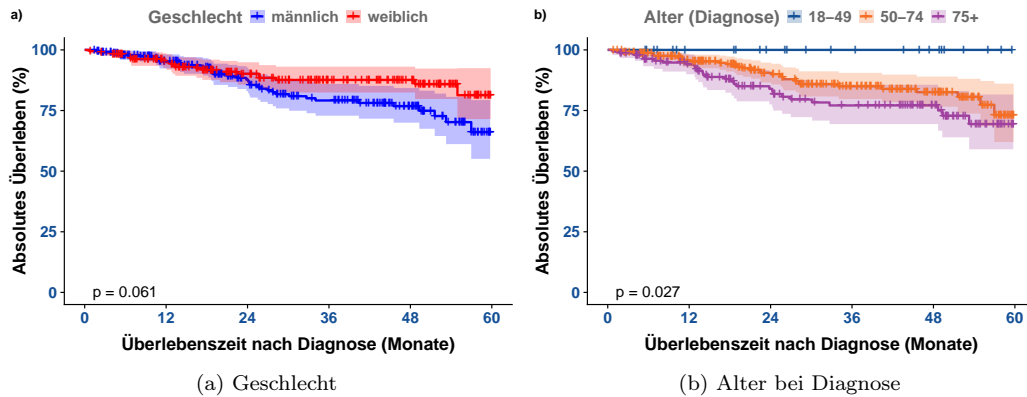 a)
Geschlecht männlich weiblich
Absolutes Überleben (%)
100
75
50
25
0
p = 0.061
0 12 24 36 48 60
Überlebenszeit nach Diagnose (Monate)
(a) Geschlecht
b)
Alter (Diagnose) 18–49 50–74 75+
Absolutes Überleben (%)
100
75
50
25
0
p = 0.027
0 12 24 36 48 60
Überlebenszeit nach Diagnose (Monate)
(b) Alter bei Diagnose